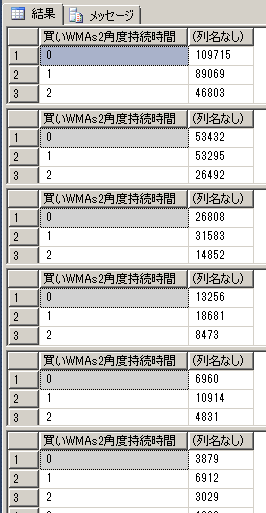 結果 メッセージ
買いWMAs2角度持続時間 (列名なし)
1 0 109715
2 1 89069
3 2 46803
買いWMAs2角度持続時間 (列名なし)
1 0 53432
2 1 53295
3 2 26492
買いWMAs2角度持続時間 (列名なし)
1 0 26808
2 1 31583
3 2 14852
買いWMAs2角度持続時間 (列名なし)
1 0 13256
2 1 18681
3 2 8473
買いWMAs2角度持続時間 (列名なし)
1 0 6960
2 1 10914
3 2 4831
買いWMAs2角度持続時間 (列名なし)
1 0 3879
2 1 6912
3 2 3029